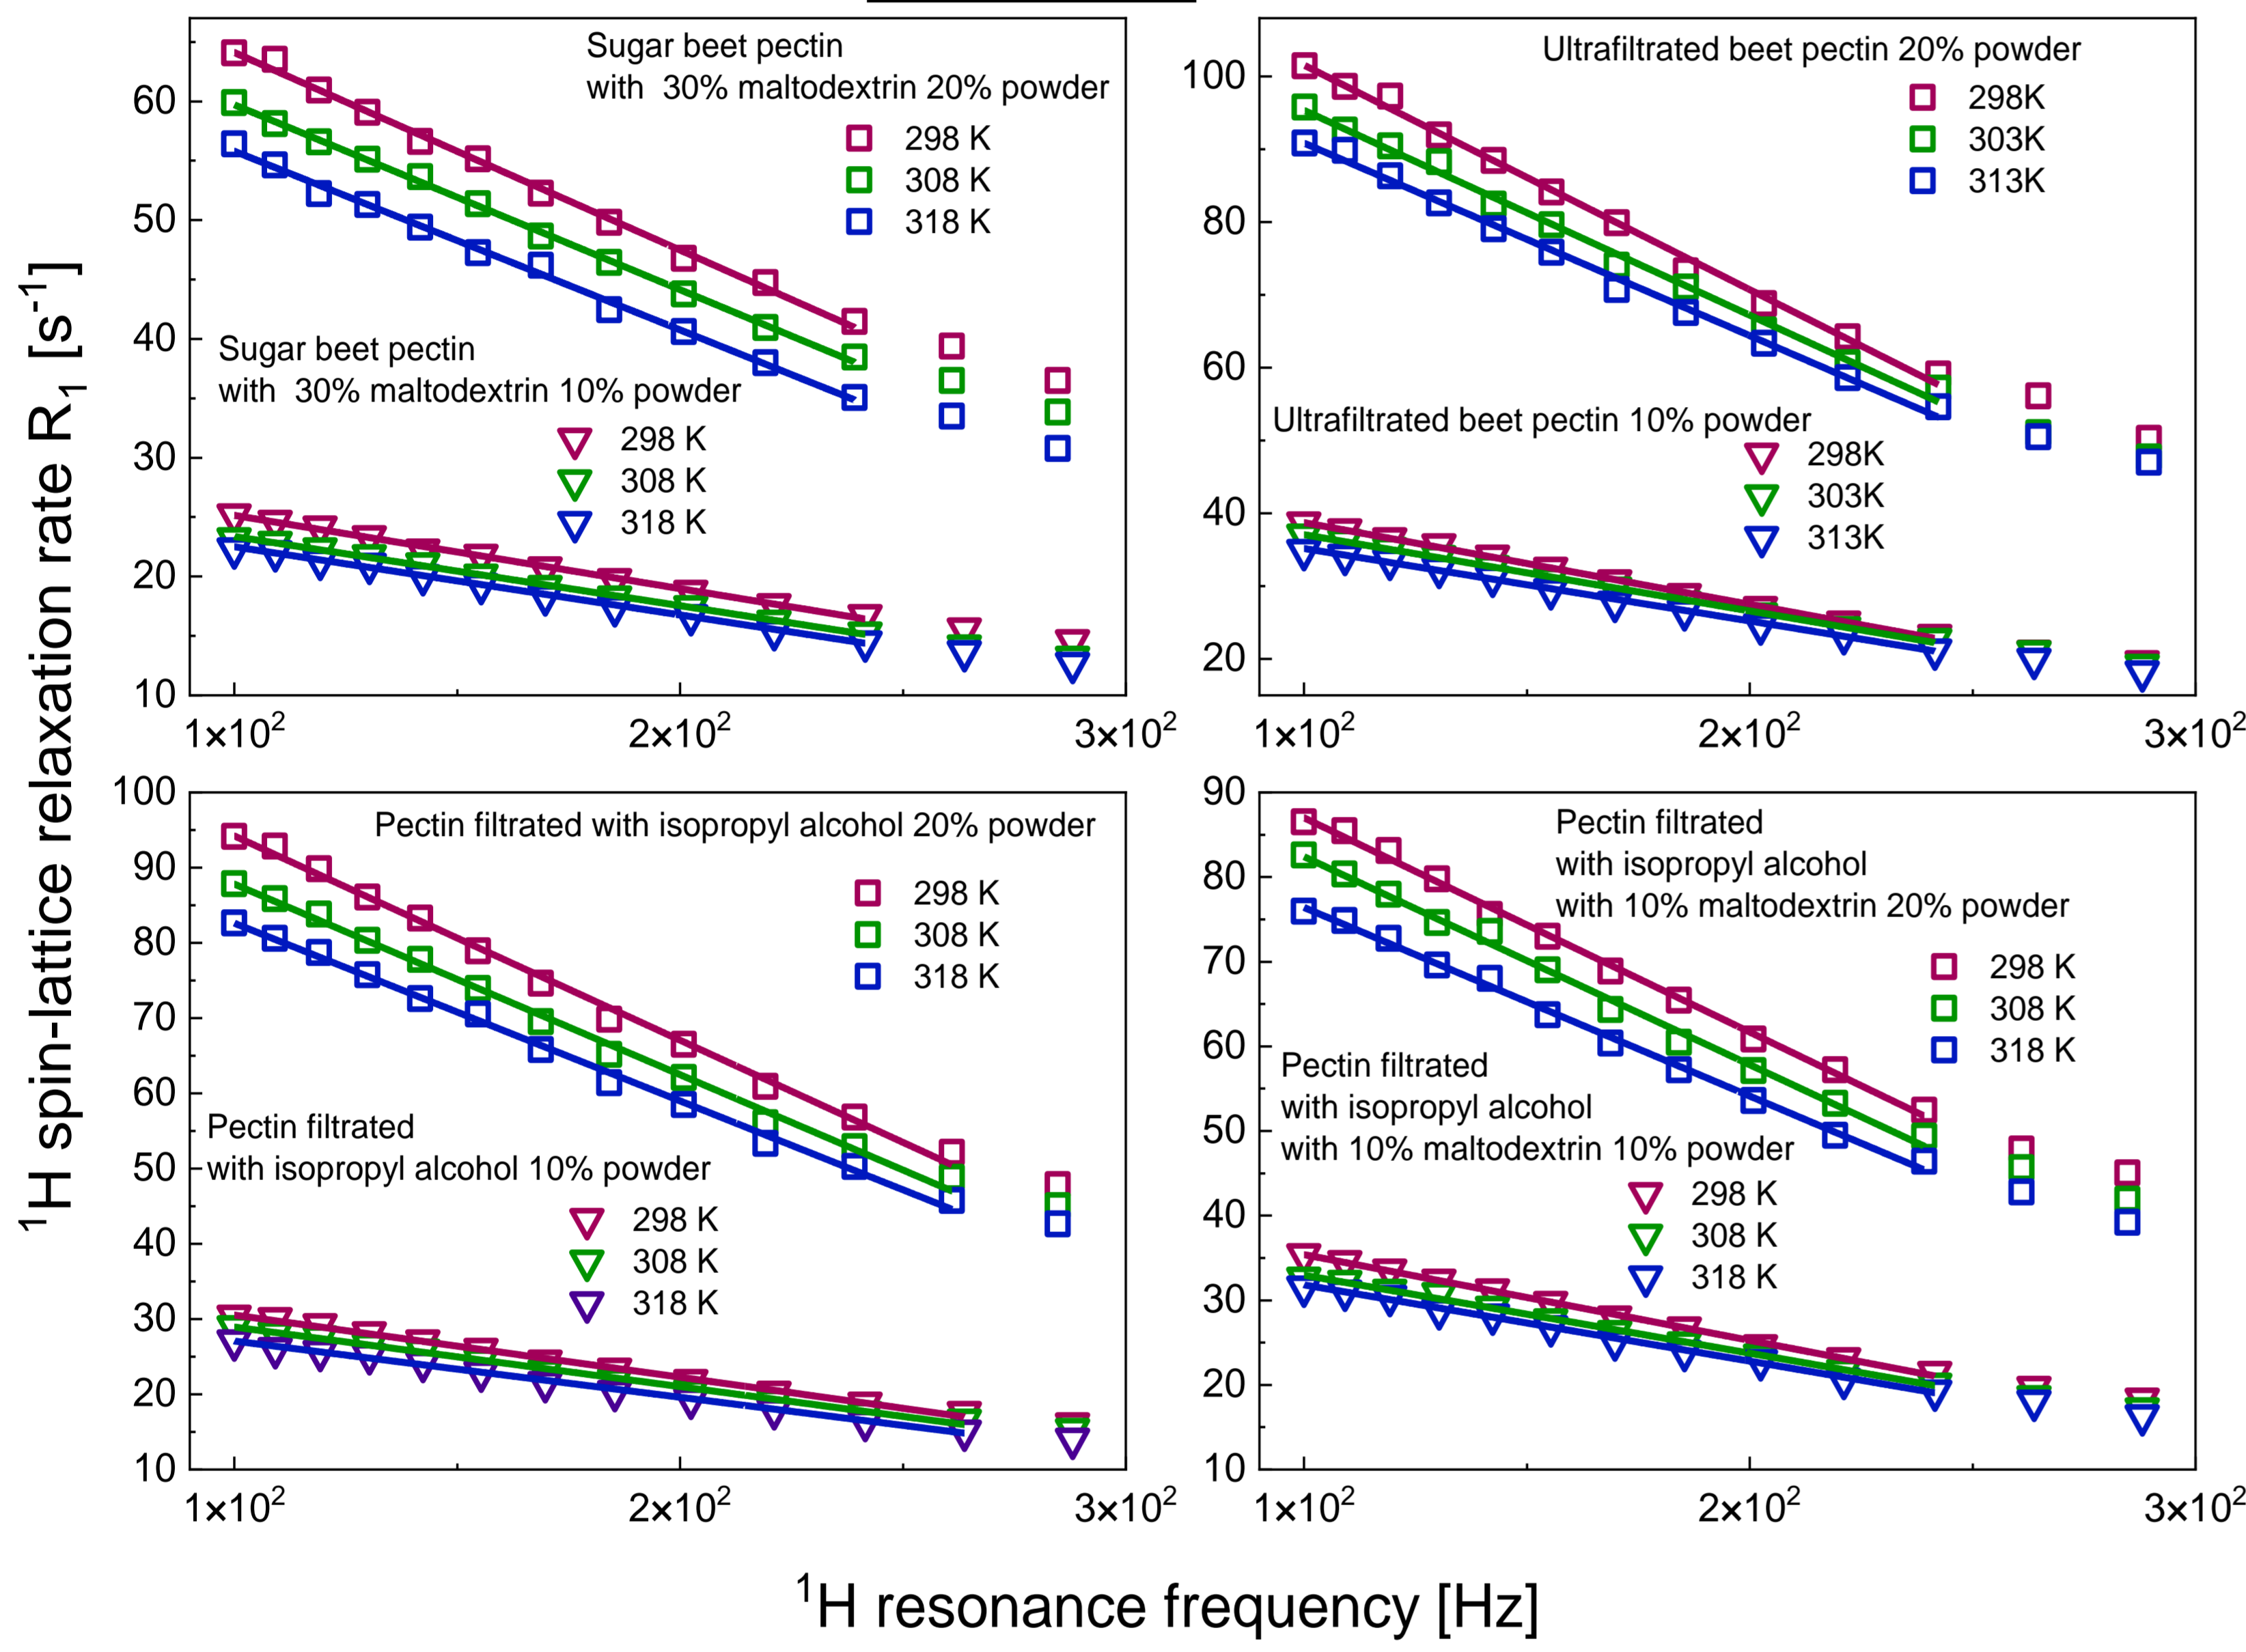 ¹H spin-lattice relaxation rate R₁ [s⁻¹]
Sugar beet pectin
with 30% maltodextrin 20% powder
298 K
308 K
318 K
Sugar beet pectin
with 30% maltodextrin 10% powder
298 K
308 K
318 K
60
50
40
30
20
10
1×10²
2×10²
3×10²
Ultrafiltrated beet pectin 20% powder
298K
303K
313K
Ultrafiltrated beet pectin 10% powder
298K
303K
313K
100
80
60
40
20
1×10²
2×10²
3×10²
Pectin filtrated with isopropyl alcohol 20% powder
298 K
308 K
318 K
Pectin filtrated
with isopropyl alcohol 10% powder
298 K
308 K
318 K
100
90
80
70
60
50
40
30
20
10
1×10²
2×10²
3×10²
Pectin filtrated
with isopropyl alcohol
with 10% maltodextrin 20% powder
298 K
308 K
318 K
Pectin filtrated
with isopropyl alcohol
with 10% maltodextrin 10% powder
298 K
308 K
318 K
90
80
70
60
50
40
30
20
10
1×10²
2×10²
3×10²
¹H resonance frequency [Hz]